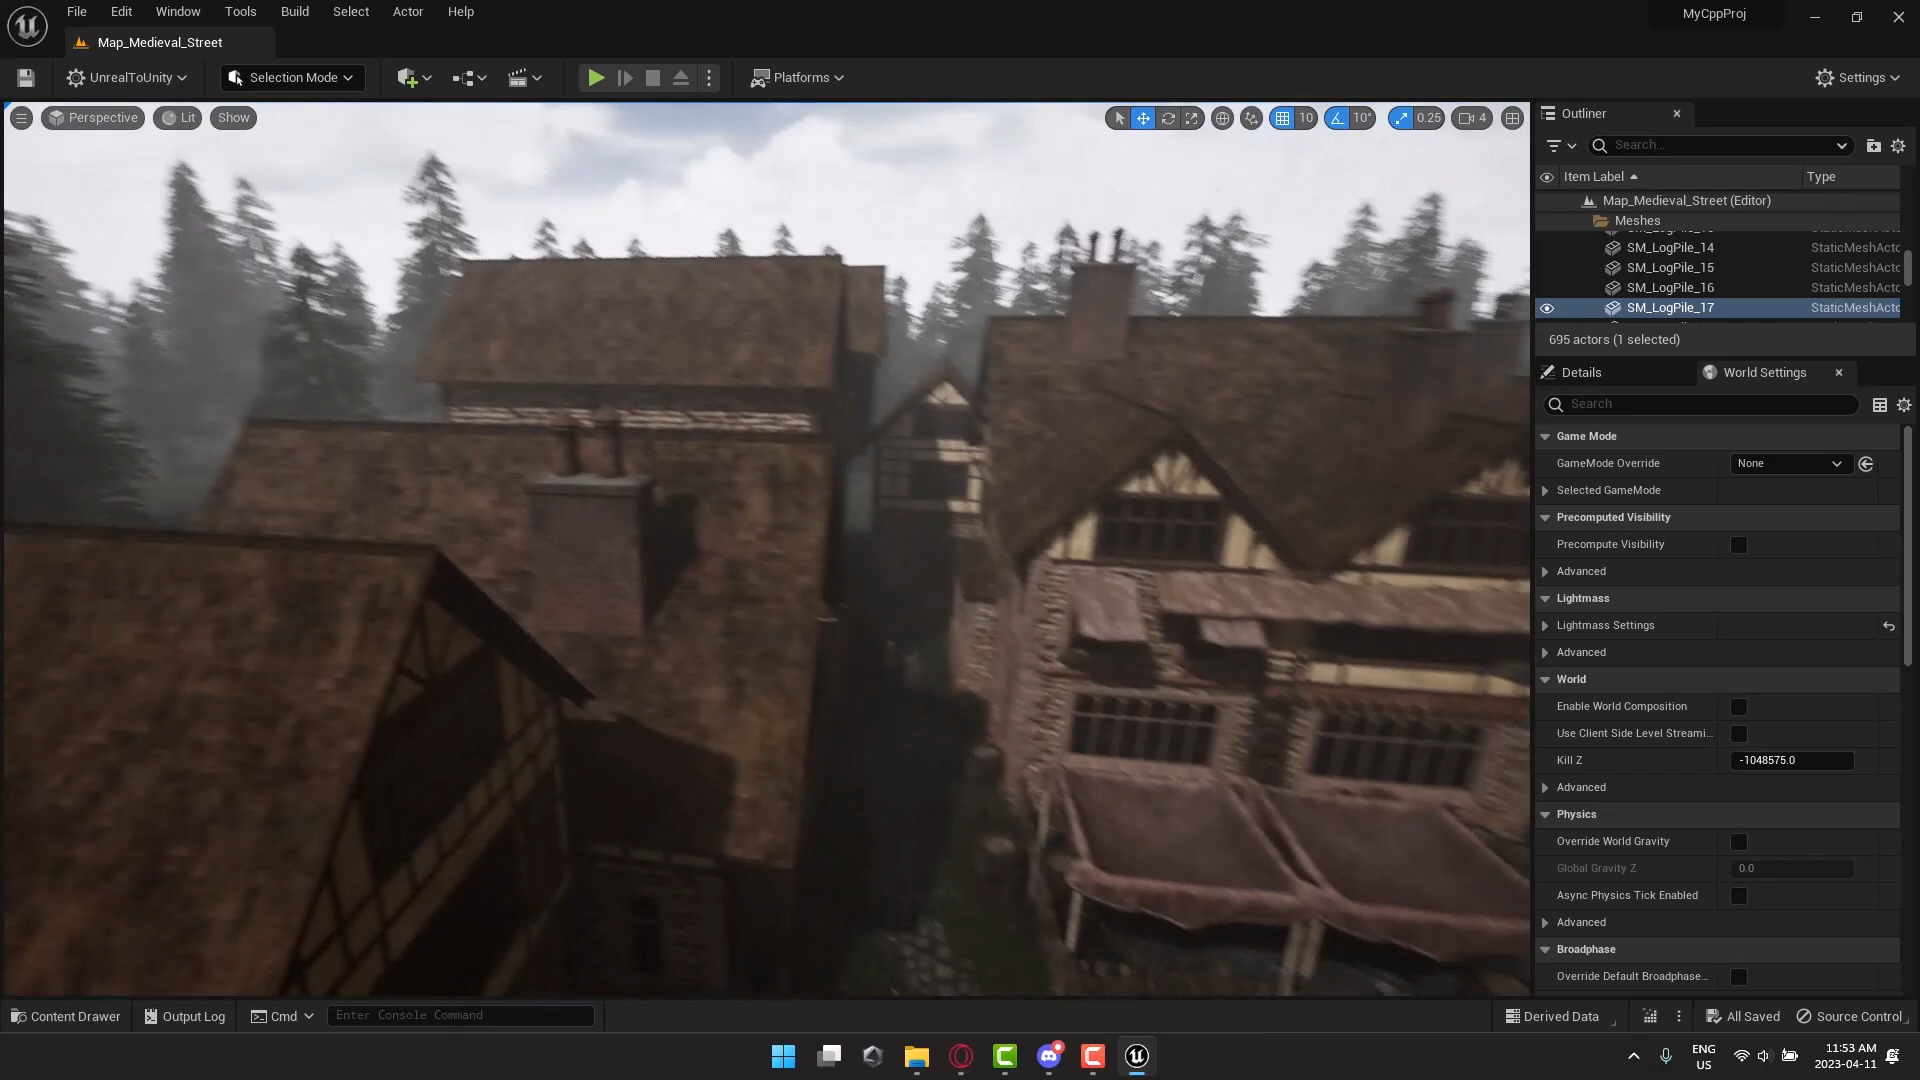 File Edit Window Tools Build Select Actor Help
MyCppProj
Map_Medieval_Street
UnrealToUnity Selection Mode Platforms Settings
Perspective Lit Show 10 10° 0.25 4
Outliner
Search...
Item Label Type
Map_Medieval_Street (Editor)
Meshes
SM_LogPile_14 StaticMeshActo
SM_LogPile_15 StaticMeshActo
SM_LogPile_16 StaticMeshActo
SM_LogPile_17 StaticMeshActo
695 actors (1 selected)
Details World Settings
Search
Game Mode
GameMode Override None
Selected GameMode
Precomputed Visibility
Precompute Visibility
Advanced
Lightmass
Lightmass Settings
Advanced
World
Enable World Composition
Use Client Side Level Streami...
Kill Z -1048575.0
Advanced
Physics
Override World Gravity
Global Gravity Z 0.0
Async Physics Tick Enabled
Advanced
Broadphase
Override Default Broadphase...
Content Drawer Output Log Cmd Enter Console Command Derived Data All Saved Source Control
ENG 11:53 AM
US 2023-04-11